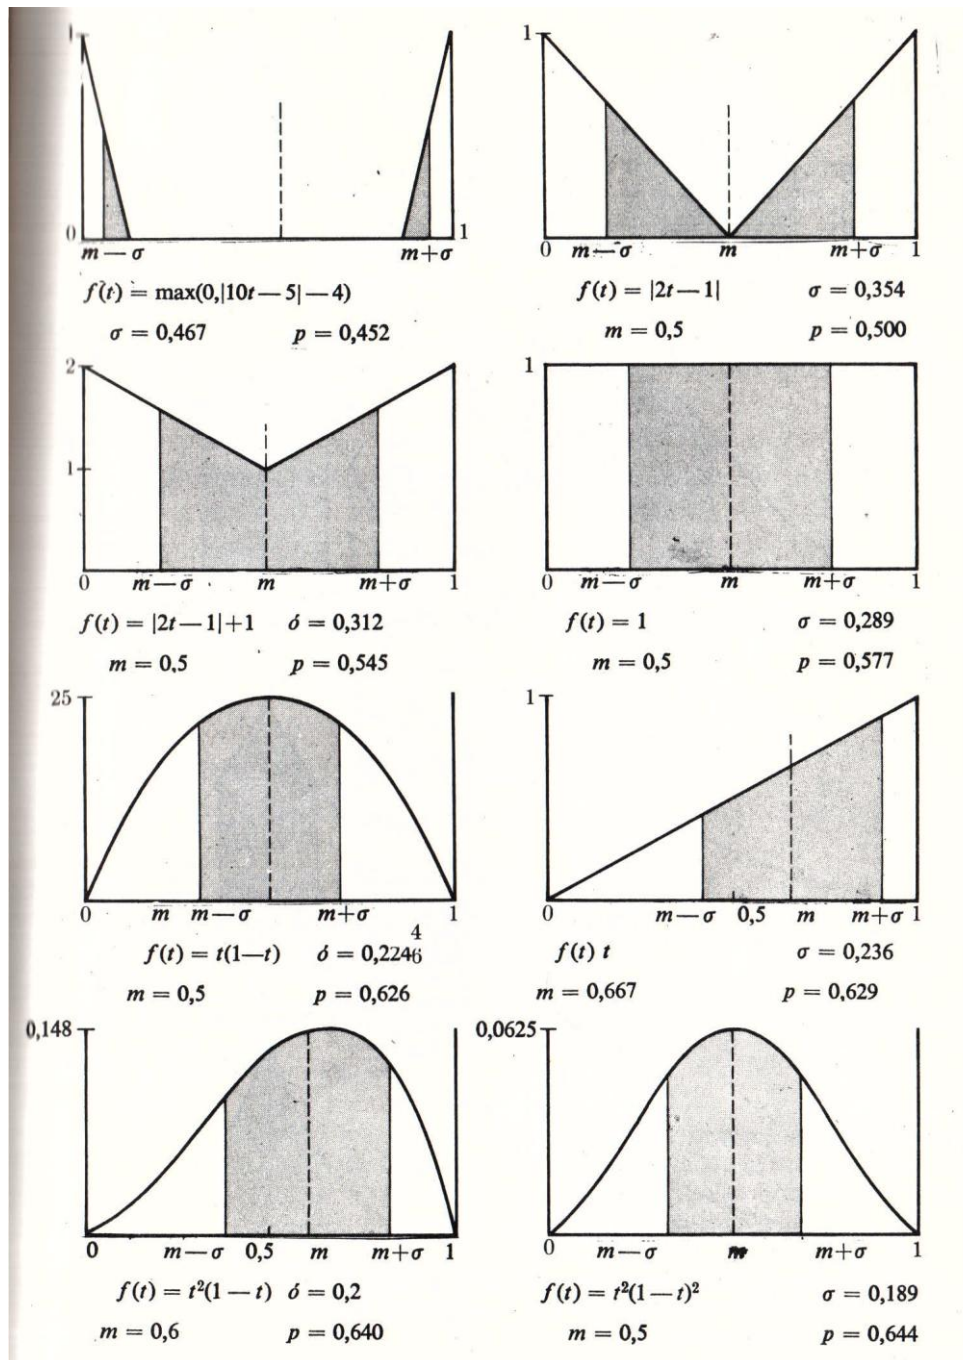 1 1
0 m — σ m+σ 1 0 m — σ m m+σ 1
f(t) = max(0,|10t — 5| — 4) f(t) = |2t — 1| σ = 0,354
σ = 0,467 p = 0,452 m = 0,5 p = 0,500
2 1
1
0 m — σ m m+σ 1 0 m — σ m m+σ 1
f(t) = |2t — 1|+1 ó = 0,312 f(t) = 1 σ = 0,289
m = 0,5 p = 0,545 m = 0,5 p = 0,577
25 1
0 m m — σ m+σ 1 0 m — σ 0,5 m m+σ 1
4
f(t) = t(1—t) ó = 0,2246 f(t) t σ = 0,236
m = 0,5 p = 0,626 m = 0,667 p = 0,629
0,148 0,0625
0 m — σ 0,5 m m+σ 1 0 m — σ m m+σ 1
f(t) = t²(1 — t) ó = 0,2 f(t) = t²(1 — t)² σ = 0,189
m = 0,6 p = 0,640 m = 0,5 p = 0,644